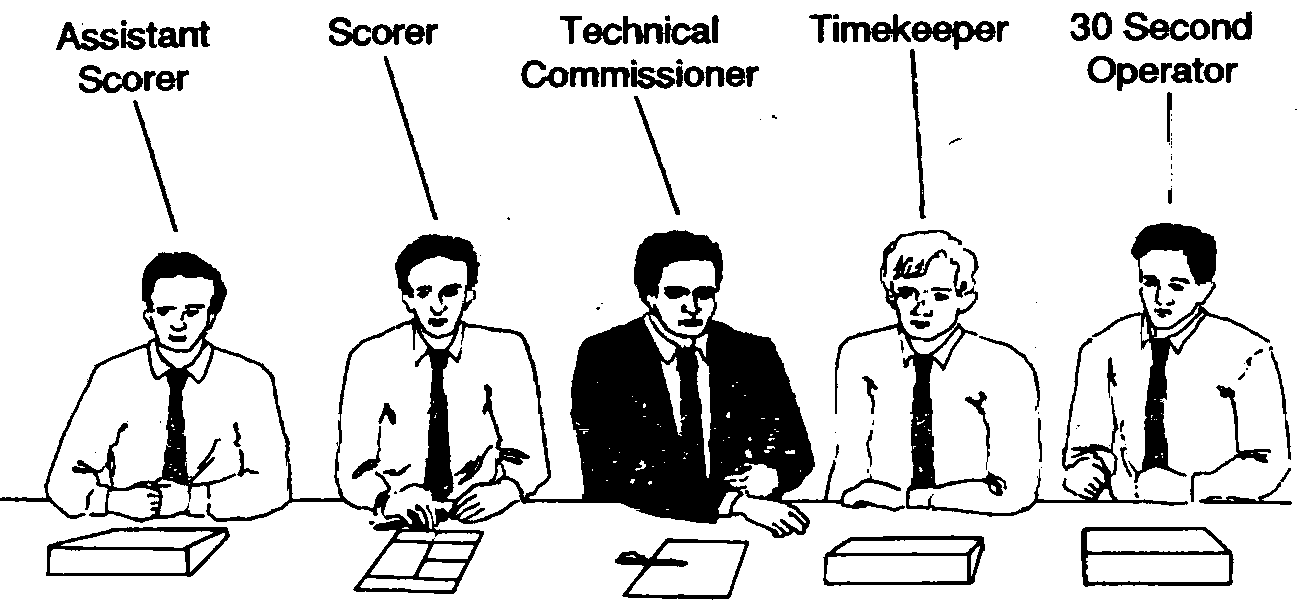 Assistant
Scorer
Scorer
Technical
Commissioner
Timekeeper
30 Second
Operator